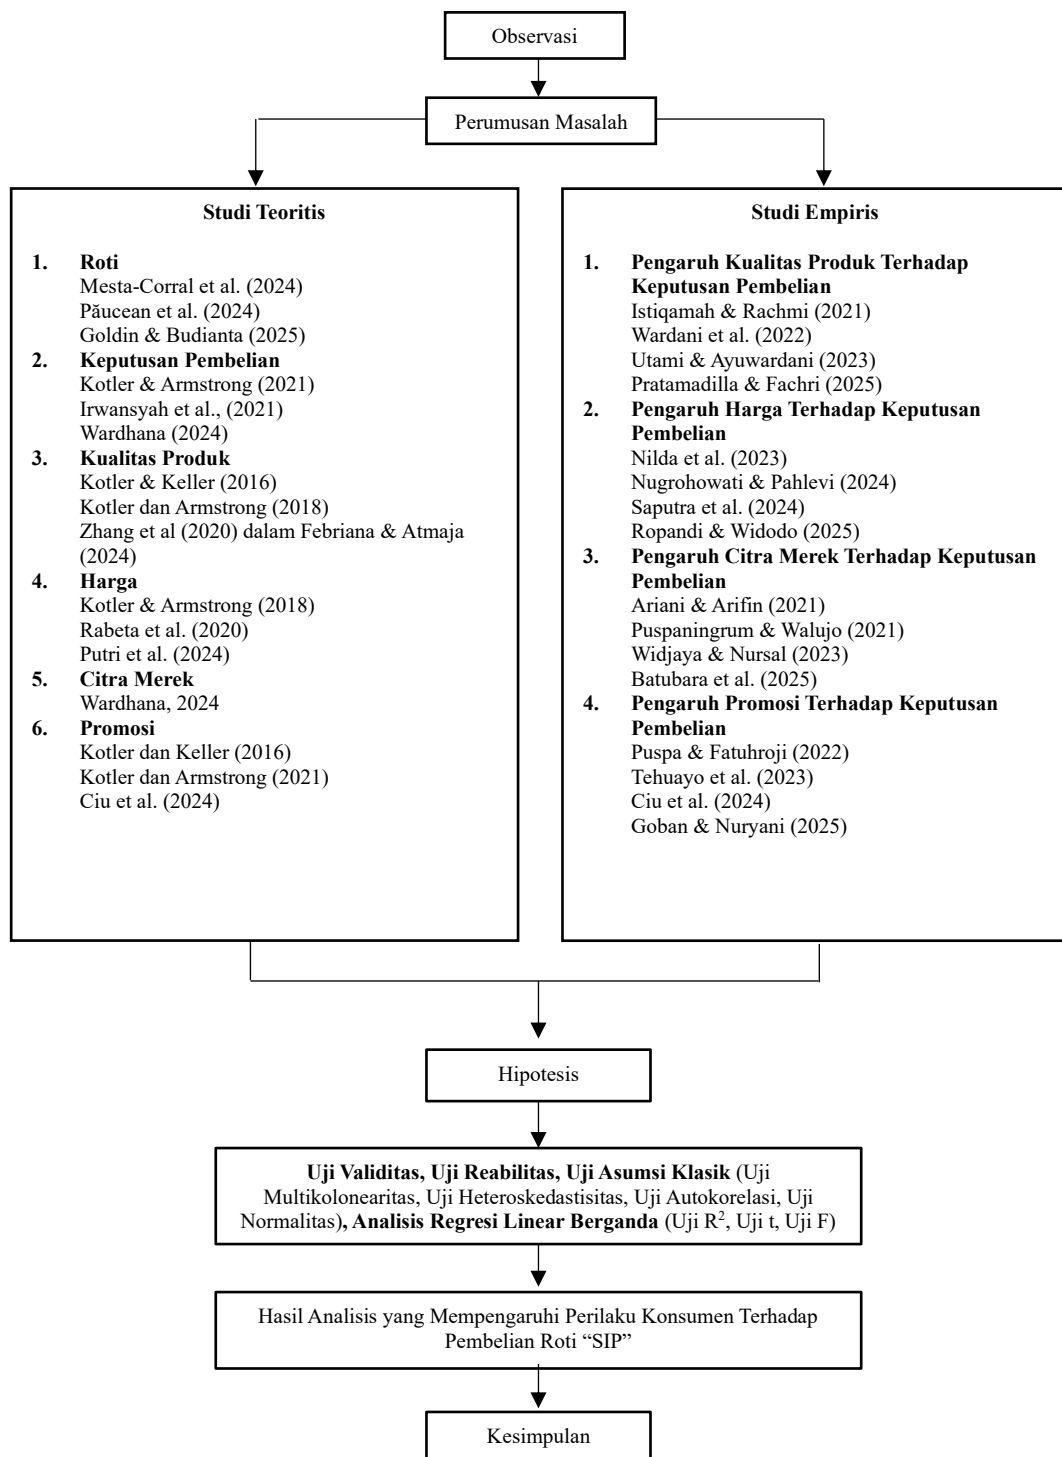 Observasi
Perumusan Masalah
Studi Teoritis
1. Roti
Mesta-Corral et al. (2024)
Păucean et al. (2024)
Goldin & Budianta (2025)
2. Keputusan Pembelian
Kotler & Armstrong (2021)
Irwansyah et al., (2021)
Wardhana (2024)
3. Kualitas Produk
Kotler & Keller (2016)
Kotler dan Armstrong (2018)
Zhang et al (2020) dalam Febriana & Atmaja
(2024)
4. Harga
Kotler & Armstrong (2018)
Rabeta et al. (2020)
Putri et al. (2024)
5. Citra Merek
Wardhana, 2024
6. Promosi
Kotler dan Keller (2016)
Kotler dan Armstrong (2021)
Ciu et al. (2024)
Studi Empiris
1. Pengaruh Kualitas Produk Terhadap
Keputusan Pembelian
Istiqamah & Rachmi (2021)
Wardani et al. (2022)
Utami & Ayuwardani (2023)
Pratamadilla & Fachri (2025)
2. Pengaruh Harga Terhadap Keputusan
Pembelian
Nilda et al. (2023)
Nugrohowati & Pahlevi (2024)
Saputra et al. (2024)
Ropandi & Widodo (2025)
3. Pengaruh Citra Merek Terhadap Keputusan
Pembelian
Ariani & Arifin (2021)
Puspaningrum & Walujo (2021)
Widjaya & Nursal (2023)
Batubara et al. (2025)
4. Pengaruh Promosi Terhadap Keputusan
Pembelian
Puspa & Fatuhroji (2022)
Tehuayo et al. (2023)
Ciu et al. (2024)
Goban & Nuryani (2025)
Hipotesis
Uji Validitas, Uji Reabilitas, Uji Asumsi Klasik (Uji
Multikolonearitas, Uji Heteroskedastisitas, Uji Autokorelasi, Uji
Normalitas), Analisis Regresi Linear Berganda (Uji R², Uji t, Uji F)
Hasil Analisis yang Mempengaruhi Perilaku Konsumen Terhadap
Pembelian Roti “SIP”
Kesimpulan